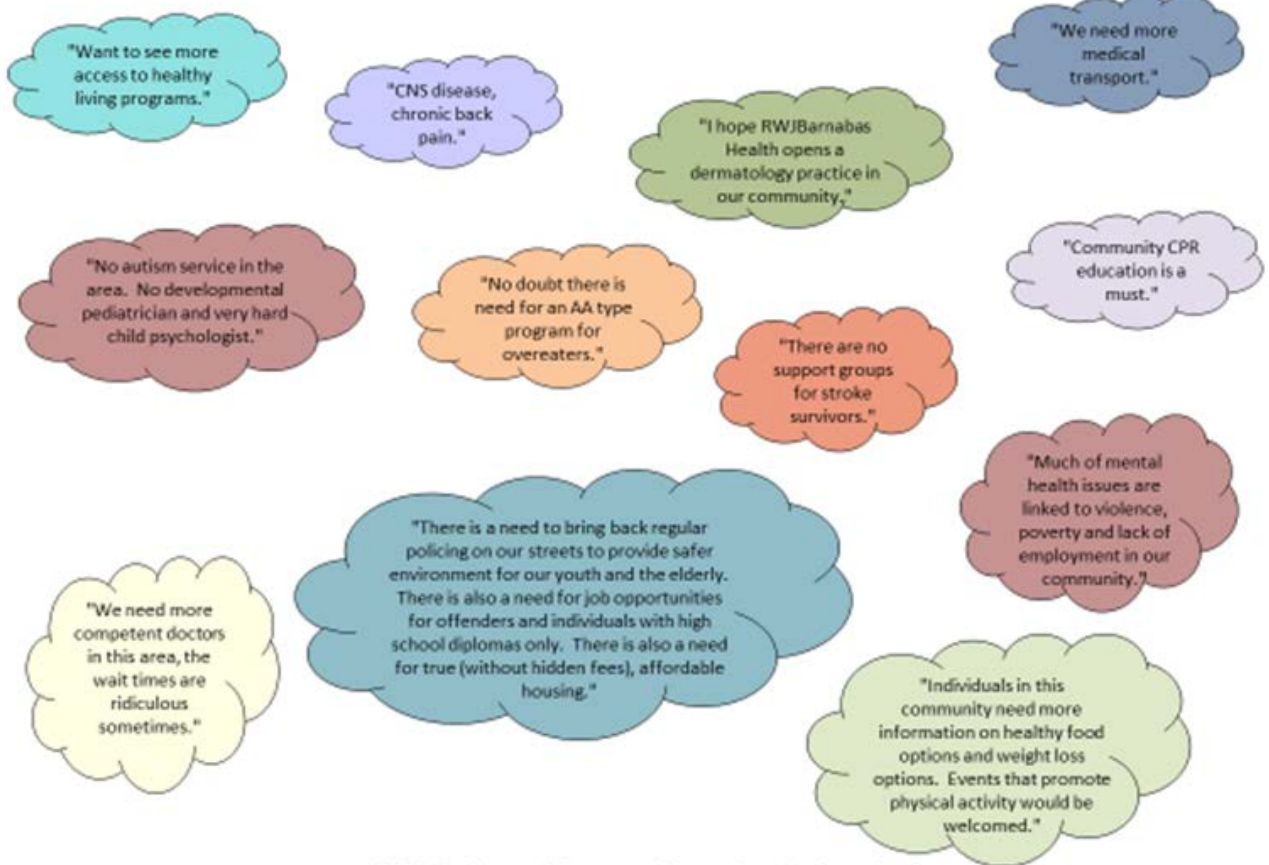 "Want to see more
access to healthy
living programs."
"CNS disease,
chronic back
pain."
"I hope RWJBarnabas
Health opens a
dermatology practice in
our community,"
"We need more
medical
transport."
"No autism service in the
area. No developmental
pediatrician and very hard
child psychologist."
"No doubt there is
need for an AA type
program for
overeaters."
"There are no
support groups
for stroke
survivors."
"Community CPR
education is a
must."
"Much of mental
health issues are
linked to violence,
poverty and lack of
employment in our
community."
"There is a need to bring back regular
policing on our streets to provide safer
environment for our youth and the elderly.
There is also a need for job opportunities
for offenders and individuals with high
school diplomas only. There is also a need
for true (without hidden fees), affordable
housing."
"We need more
competent doctors
in this area, the
wait times are
ridiculous
sometimes."
"Individuals in this
community need more
information on healthy food
options and weight loss
options. Events that promote
physical activity would be
welcomed."